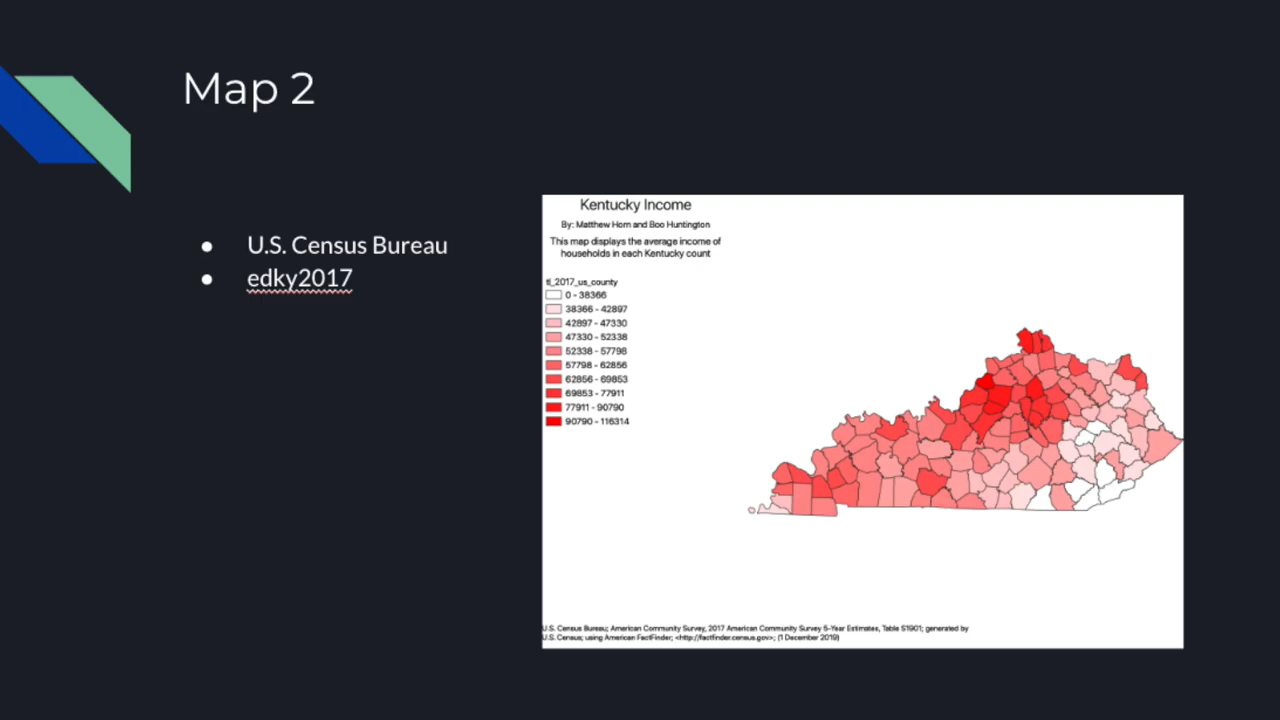 Map 2
● U.S. Census Bureau
● edky2017
Kentucky Income
By: Matthew Horn and Boo Huntington
This map displays the average income of
households in each Kentucky count
tl_2017_us_county
0 - 38366
38366 - 42897
42897 - 47330
47330 - 52338
52338 - 57798
57798 - 62856
62856 - 69853
69853 - 77911
77911 - 90790
90790 - 116314
U.S. Census Bureau; American Community Survey, 2017 American Community Survey 5-Year Estimates, Table S1901; generated by
U.S. Census; using American FactFinder; <http://factfinder.census.gov>; (1 December 2019)